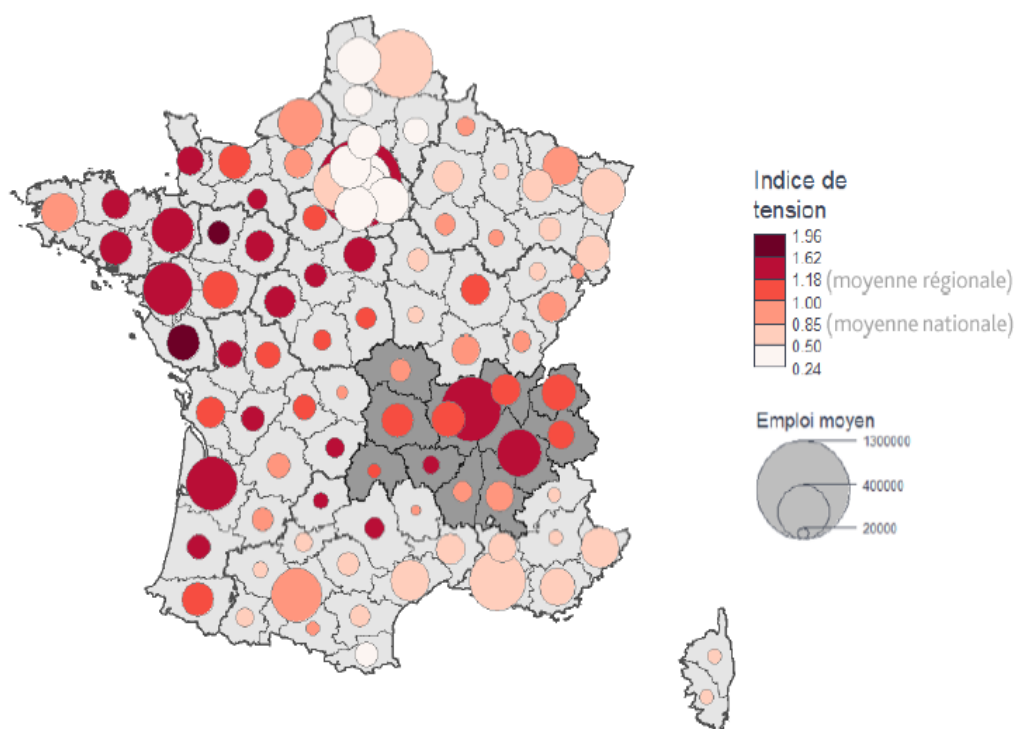 Indice de
tension
1.96
1.62
1.18 (moyenne régionale)
1.00
0.85 (moyenne nationale)
0.50
0.24
Emploi moyen
1300000
400000
20000